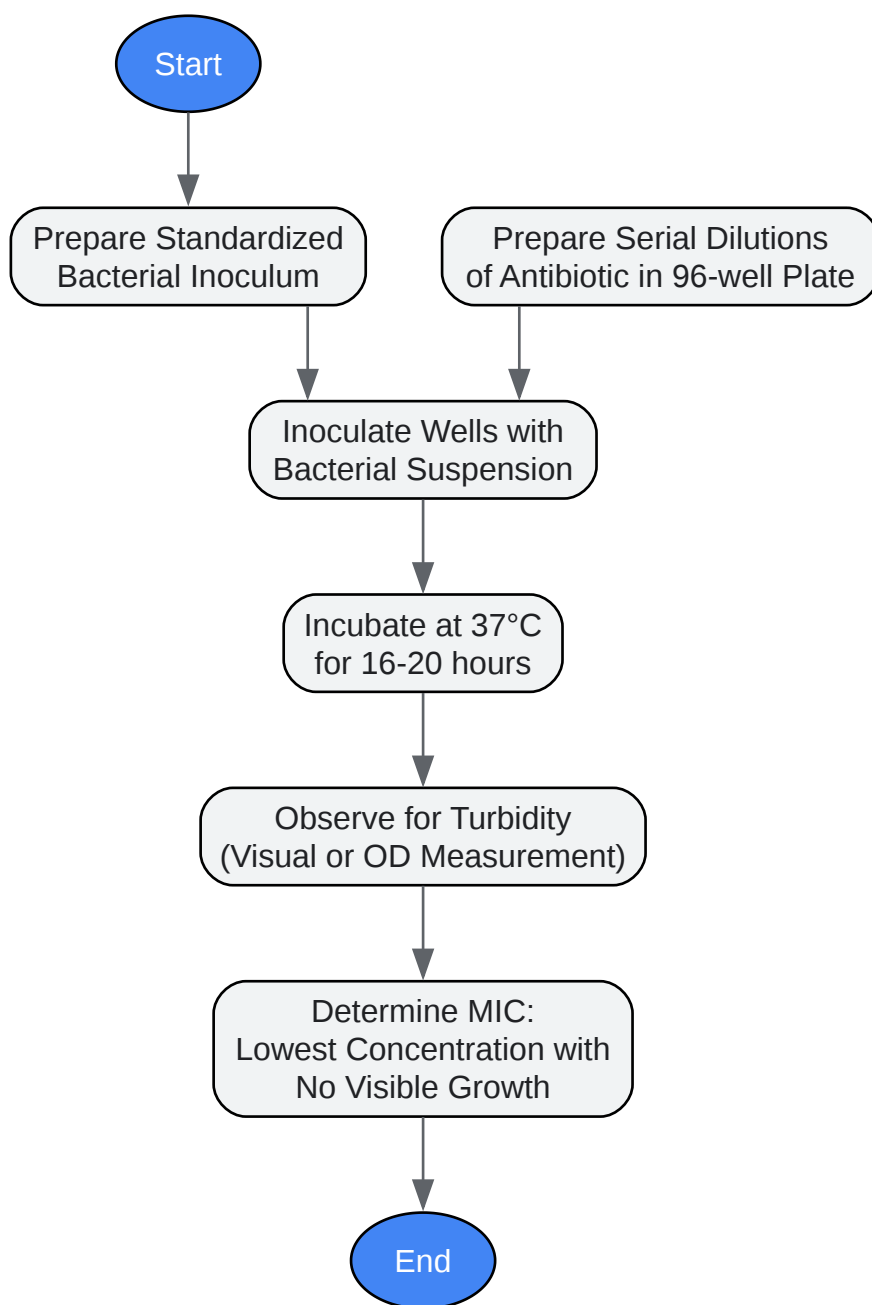 Start
Prepare Standardized
Bacterial Inoculum
Prepare Serial Dilutions
of Antibiotic in 96-well Plate
Inoculate Wells with
Bacterial Suspension
Incubate at 37°C
for 16-20 hours
Observe for Turbidity
(Visual or OD Measurement)
Determine MIC:
Lowest Concentration with
No Visible Growth
End